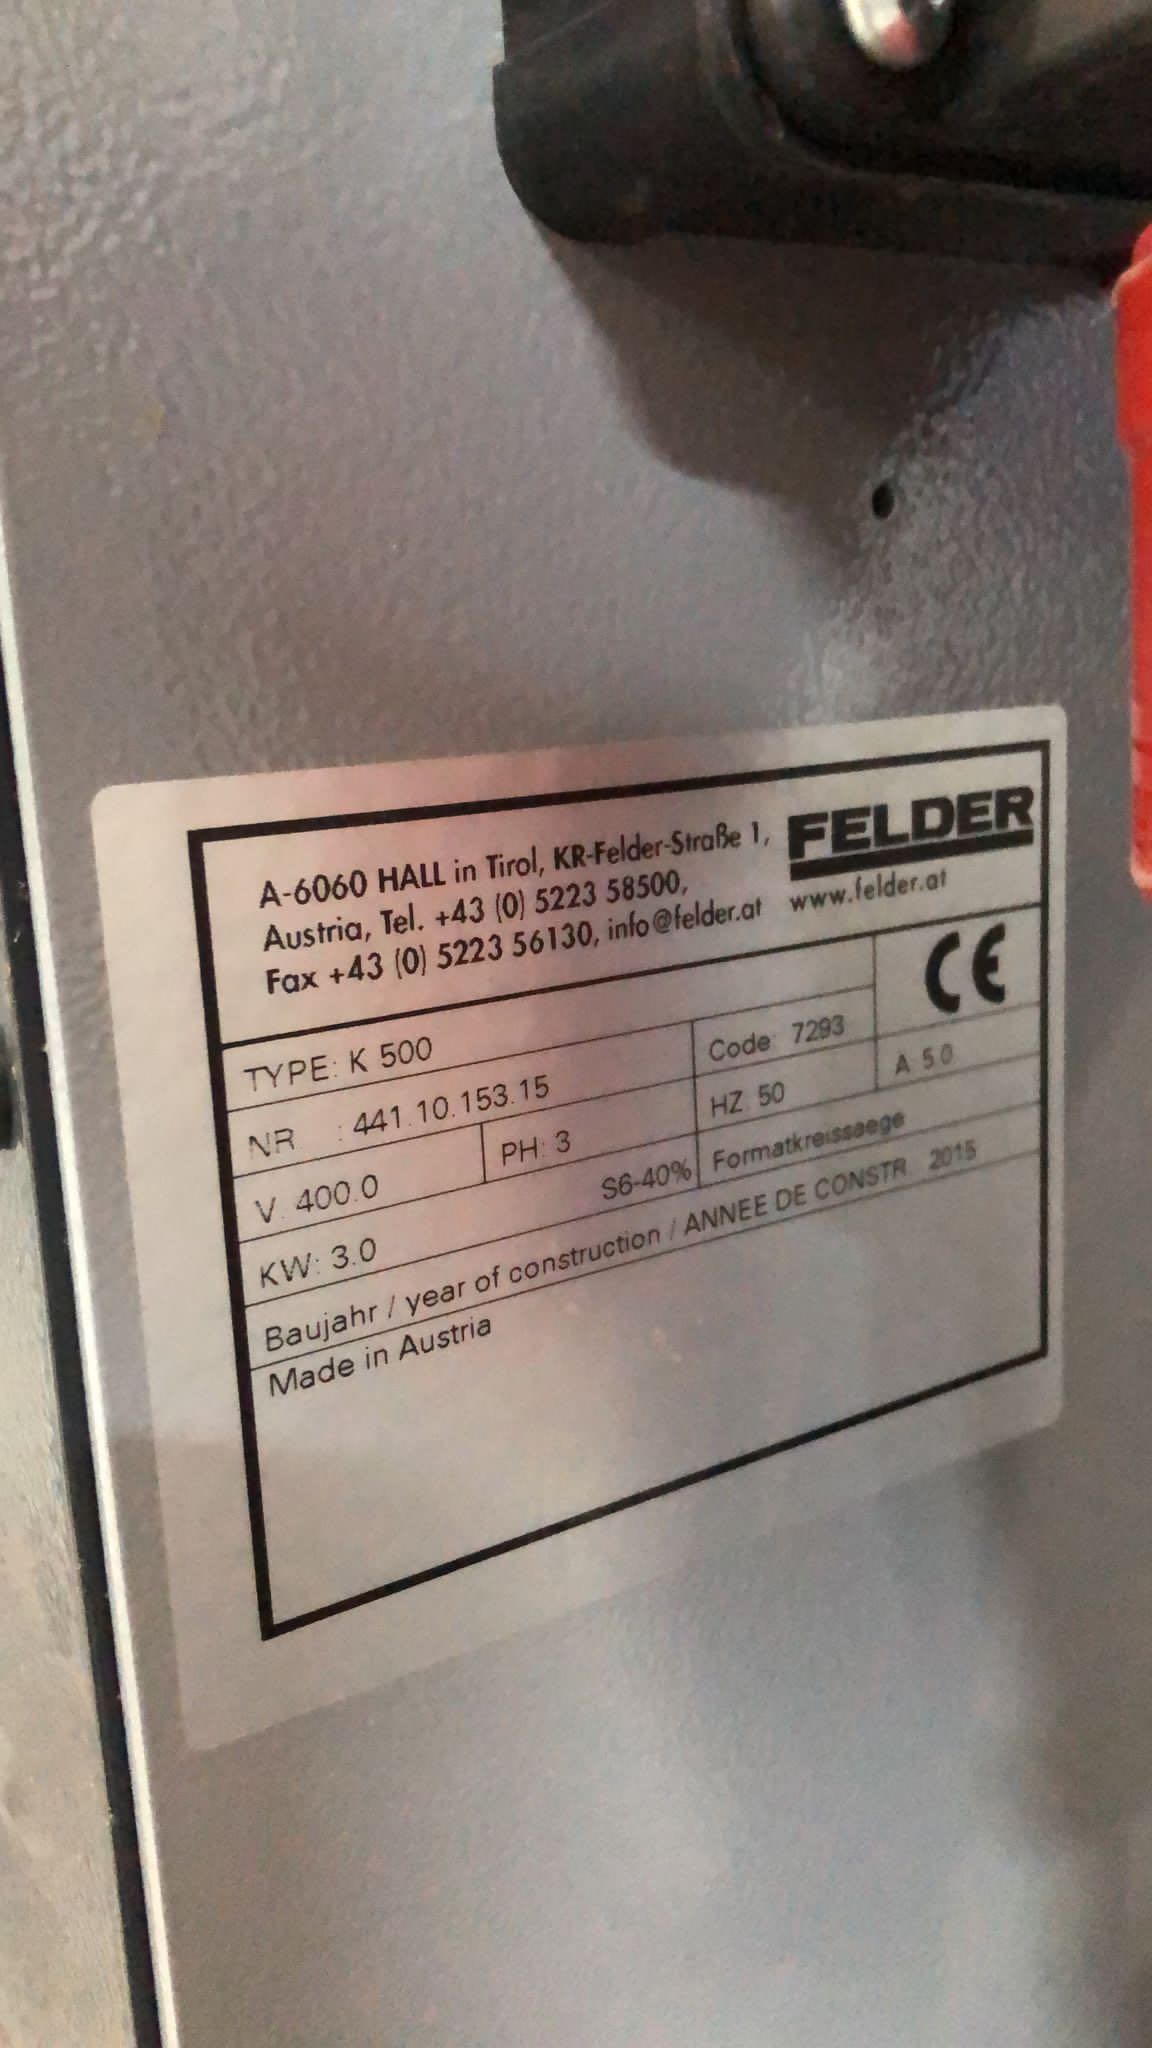 A-6060 HALL in Tirol, KR-Felder-Straße 1,
Austria, Tel. +43 (0) 5223 58500,
Fax +43 (0) 5223 56130, info@felder.at
FELDER
www.felder.at
CE
TYPE: K 500
NR : 441.10.153.15
Code: 7293
V: 400.0
PH: 3
HZ: 50
A 5.0
KW: 3.0
S6-40%
Formatkreissaege
Baujahr / year of construction / ANNEE DE CONSTR. 2015
Made in Austria